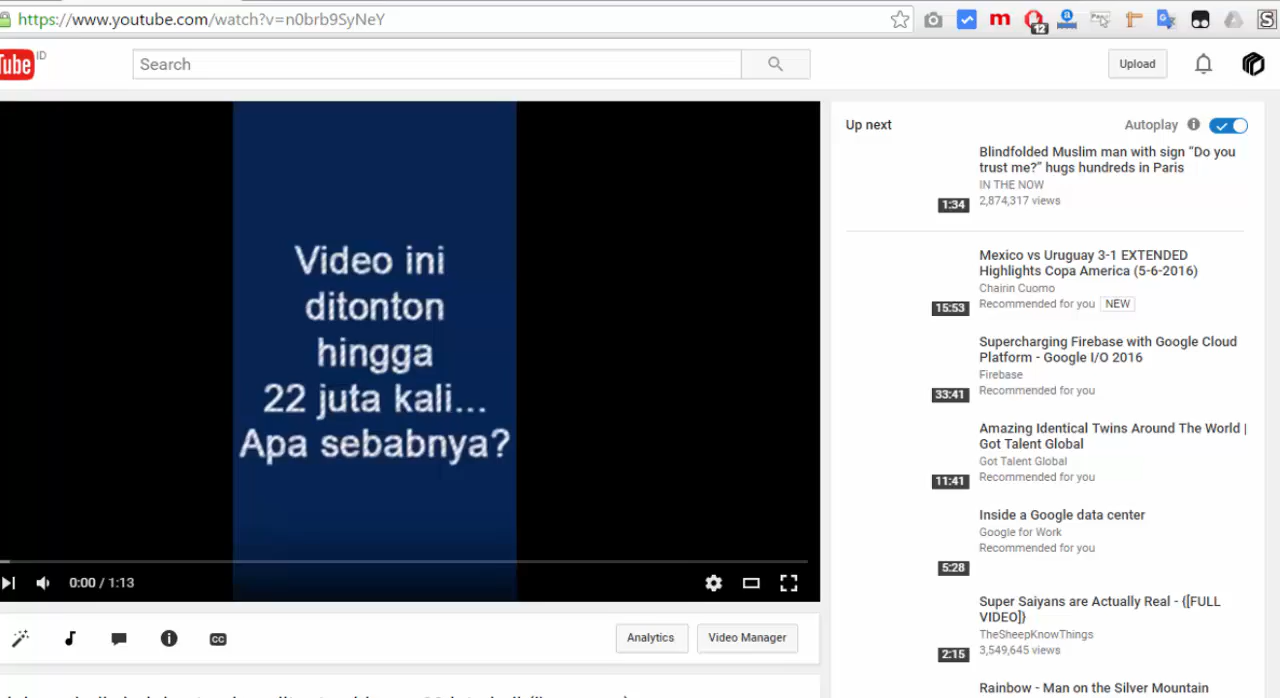 https://www.youtube.com/watch?v=n0brb9SyNeY
12
Tube ID
Search
Upload
Video ini
ditonton
hingga
22 juta kali...
Apa sebabnya?
0:00 / 1:13
CC
Analytics
Video Manager
Up next
Autoplay
Blindfolded Muslim man with sign "Do you
trust me?" hugs hundreds in Paris
IN THE NOW
1:34
2,874,317 views
Mexico vs Uruguay 3-1 EXTENDED
Highlights Copa America (5-6-2016)
Chairin Cuomo
15:53
Recommended for you NEW
Supercharging Firebase with Google Cloud
Platform - Google I/O 2016
Firebase
33:41
Recommended for you
Amazing Identical Twins Around The World |
Got Talent Global
Got Talent Global
11:41
Recommended for you
Inside a Google data center
Google for Work
Recommended for you
5:28
Super Saiyans are Actually Real - {[FULL
VIDEO]}
TheSheepKnowThings
2:15
3,549,645 views
Rainbow - Man on the Silver Mountain